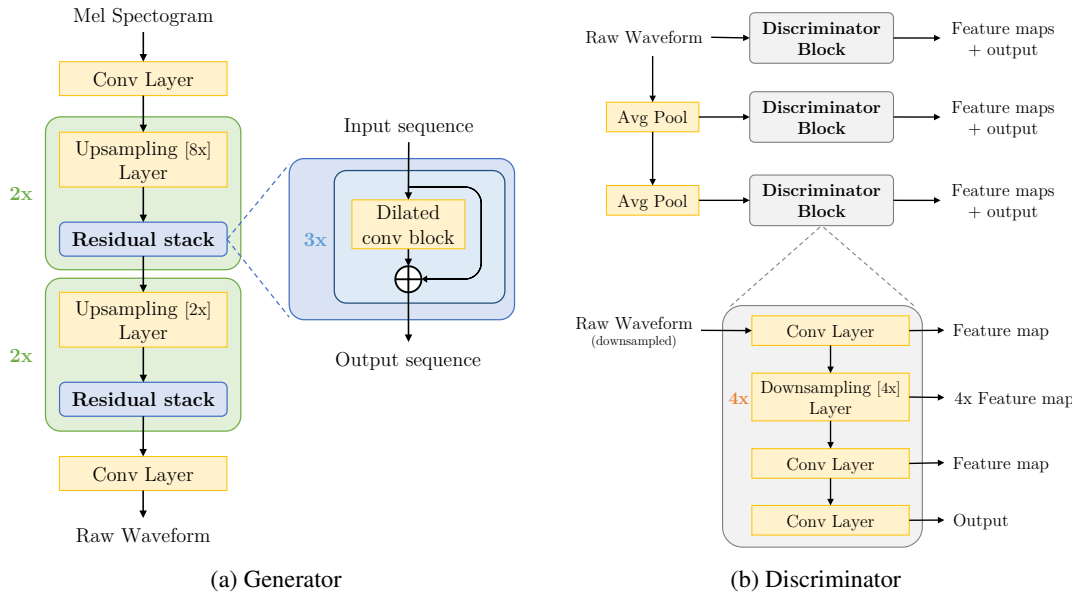 Mel Spectogram
Conv Layer
2x
Upsampling [8x]
Layer
Residual stack
2x
Upsampling [2x]
Layer
Residual stack
Conv Layer
Raw Waveform
Input sequence
3x
Dilated
conv block
Output sequence
(a) Generator
Raw Waveform
Discriminator
Block
Feature maps
+ output
Avg Pool
Discriminator
Block
Feature maps
+ output
Avg Pool
Discriminator
Block
Feature maps
+ output
Raw Waveform
(downsampled)
Conv Layer
Feature map
4x
Downsampling [4x]
Layer
4x Feature map
Conv Layer
Feature map
Conv Layer
Output
(b) Discriminator